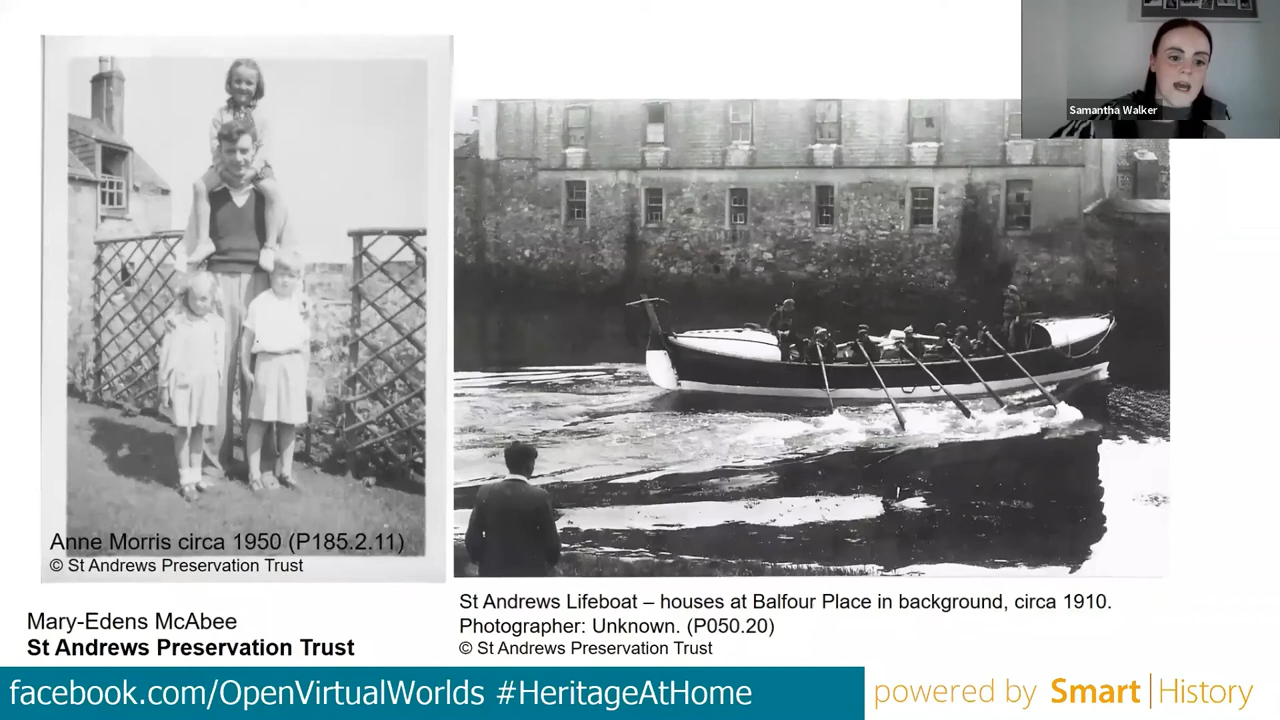 Samantha Walker
Anne Morris circa 1950 (P185.2.11)
© St Andrews Preservation Trust
St Andrews Lifeboat – houses at Balfour Place in background, circa 1910.
Photographer: Unknown. (P050.20)
© St Andrews Preservation Trust
Mary-Edens McAbee
St Andrews Preservation Trust
facebook.com/OpenVirtualWorlds #HeritageAtHome
powered by Smart|History